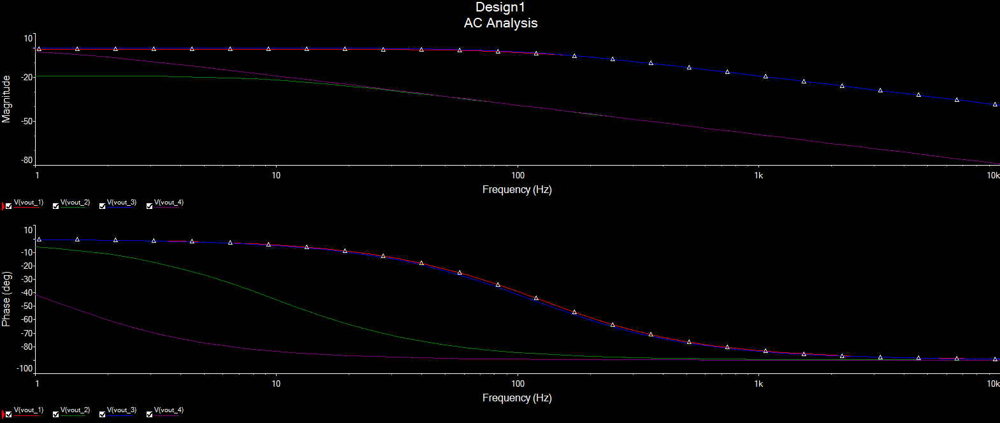 Design1
AC Analysis
Magnitude
10
-20
-50
-80
1 10 100 1k 10k
Frequency (Hz)
V(vout_1) V(vout_2) V(vout_3) V(vout_4)
Phase (deg)
10
-10
-20
-30
-40
-50
-60
-70
-80
-100
1 10 100 1k 10k
Frequency (Hz)
V(vout_1) V(vout_2) V(vout_3) V(vout_4)